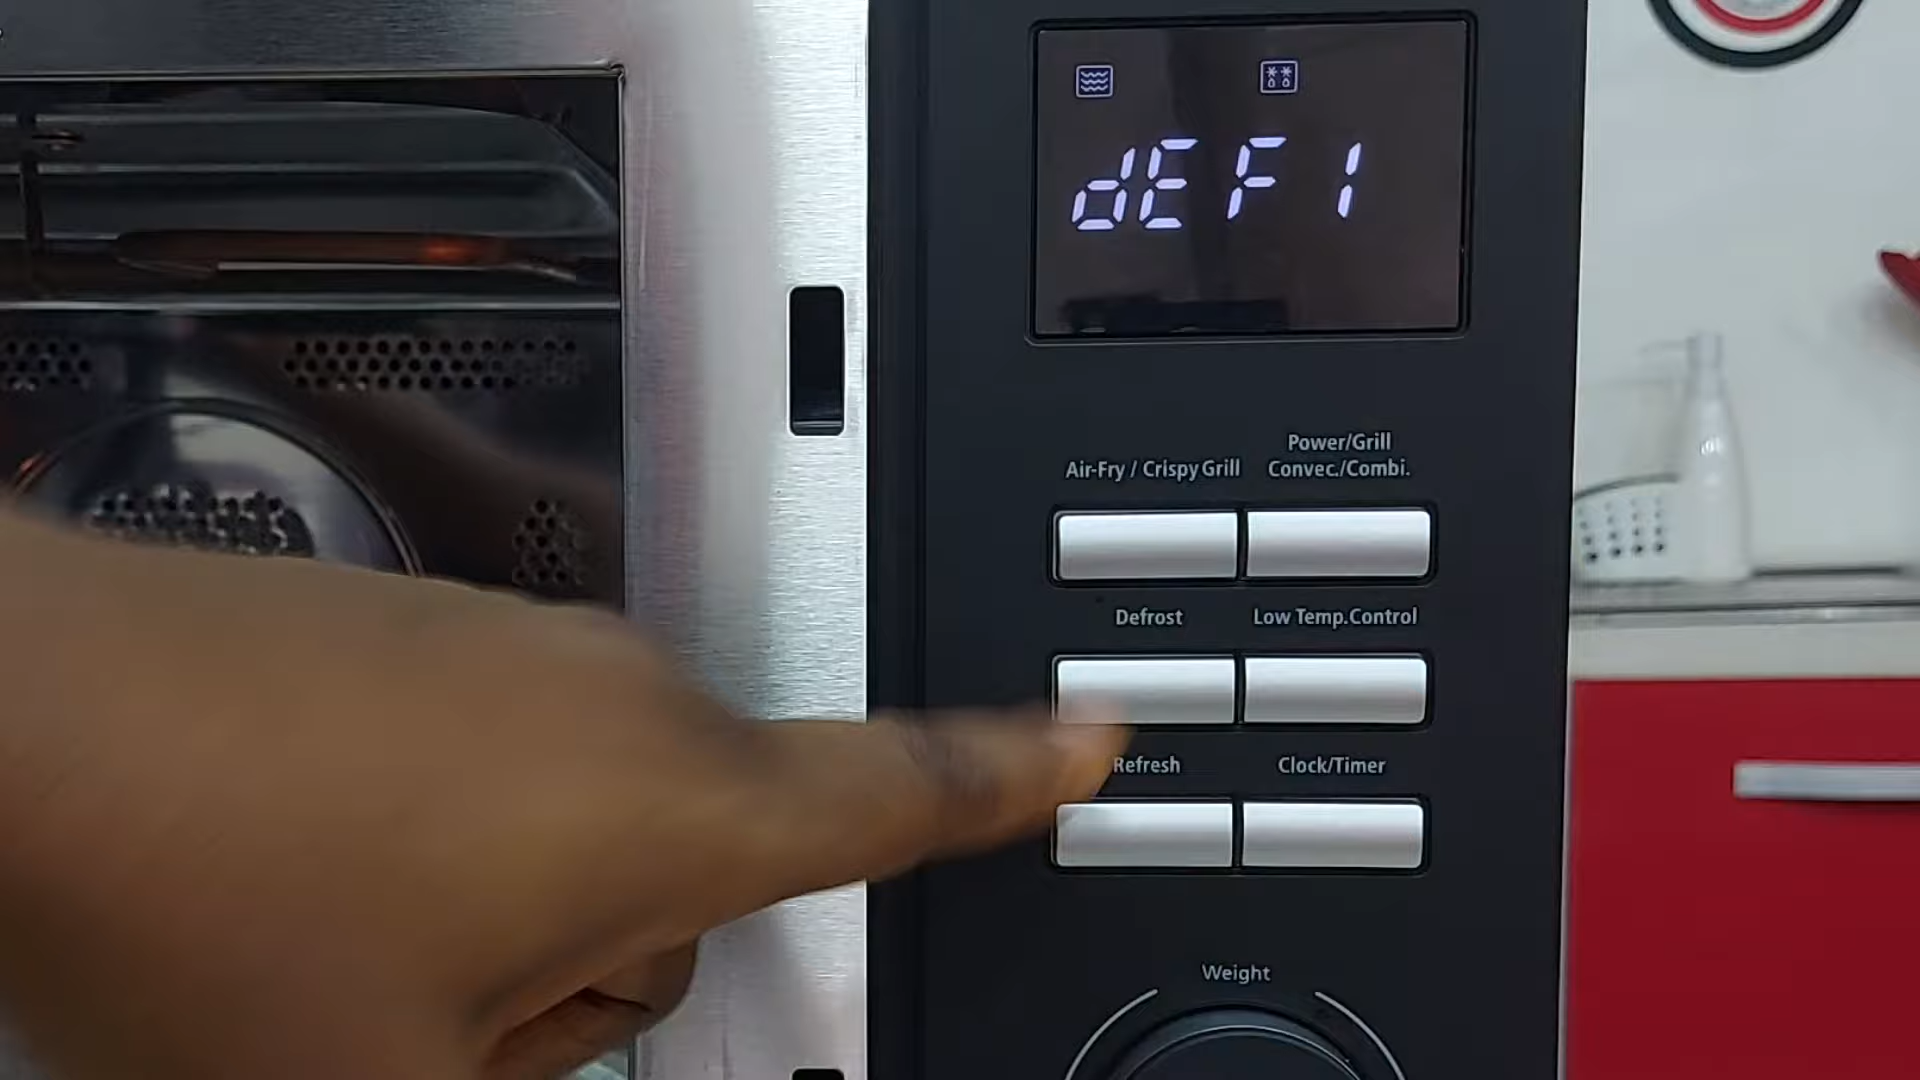 dEF1
Power/Grill
Air-Fry / Crispy Grill Convec./Combi.
Defrost Low Temp.Control
Refresh Clock/Timer
Weight